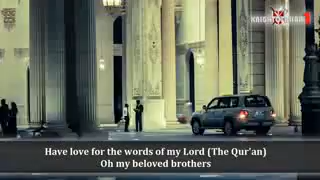 Have love for the words of my Lord (The Qur'an)
Oh my beloved brothers